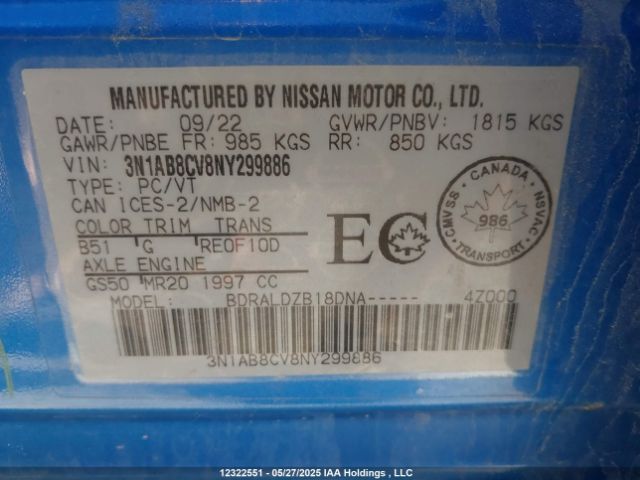 MANUFACTURED BY NISSAN MOTOR CO., LTD.
DATE: 09/22 GVWR/PNBV: 1815 KGS
GAWR/PNBE FR: 985 KGS RR: 850 KGS
VIN: 3N1AB8CV8NY299886
TYPE: PC/VT
CAN ICES-2/NMB-2
COLOR TRIM TRANS
B51 G RE0F10D
AXLE ENGINE
GS50 MR20 1997 CC
MODEL: BDRALDZB18DNA----- 4Z000
3N1AB8CV8NY299886
EC
CANADA
CMVSS
986
NSVAC
TRANSPORT
12322551 - 05/27/2025 IAA Holdings , LLC